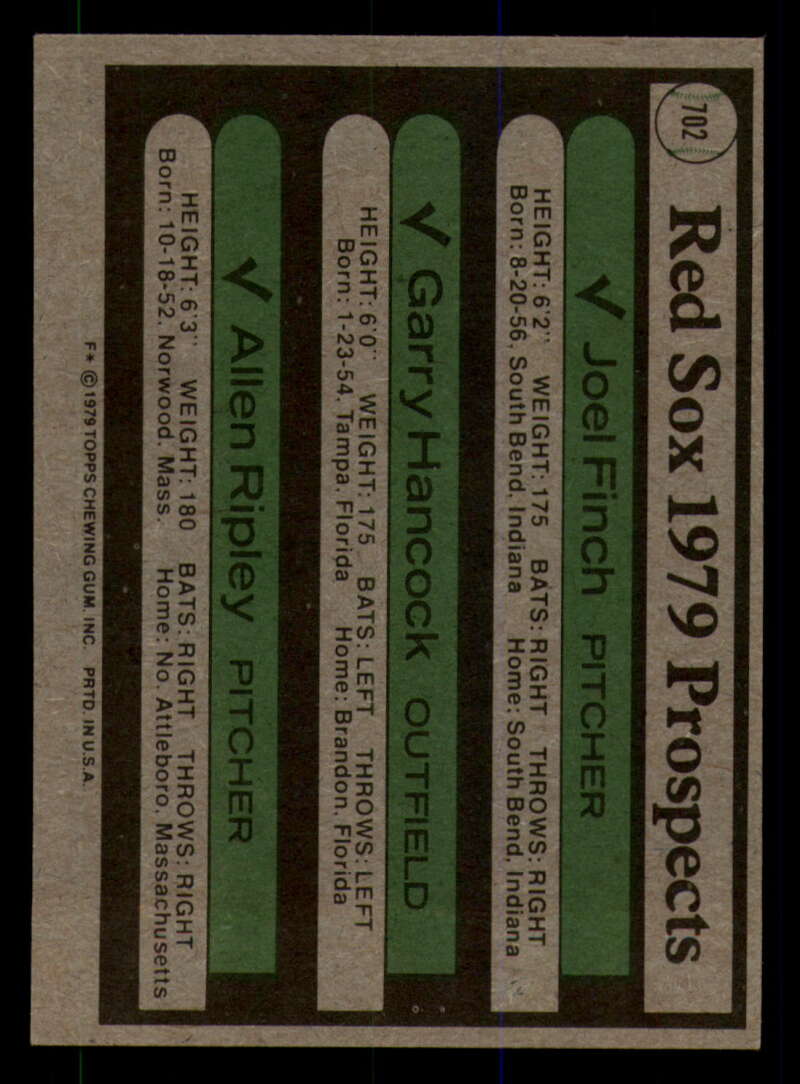 702
Red Sox 1979 Prospects
✓ Joel Finch PITCHER
HEIGHT: 6'2" WEIGHT: 175 BATS: RIGHT THROWS: RIGHT
Born: 8-20-56, South Bend, Indiana Home: South Bend, Indiana
✓ Garry Hancock OUTFIELD
HEIGHT: 6'0" WEIGHT: 175 BATS: LEFT THROWS: LEFT
Born: 1-23-54, Tampa, Florida Home: Brandon, Florida
✓ Allen Ripley PITCHER
HEIGHT: 6'3" WEIGHT: 180 BATS: RIGHT THROWS: RIGHT
Born: 10-18-52, Norwood, Mass. Home: No. Attleboro, Massachusetts
F* © 1979 TOPPS CHEWING GUM, INC. PRTD. IN U.S.A.